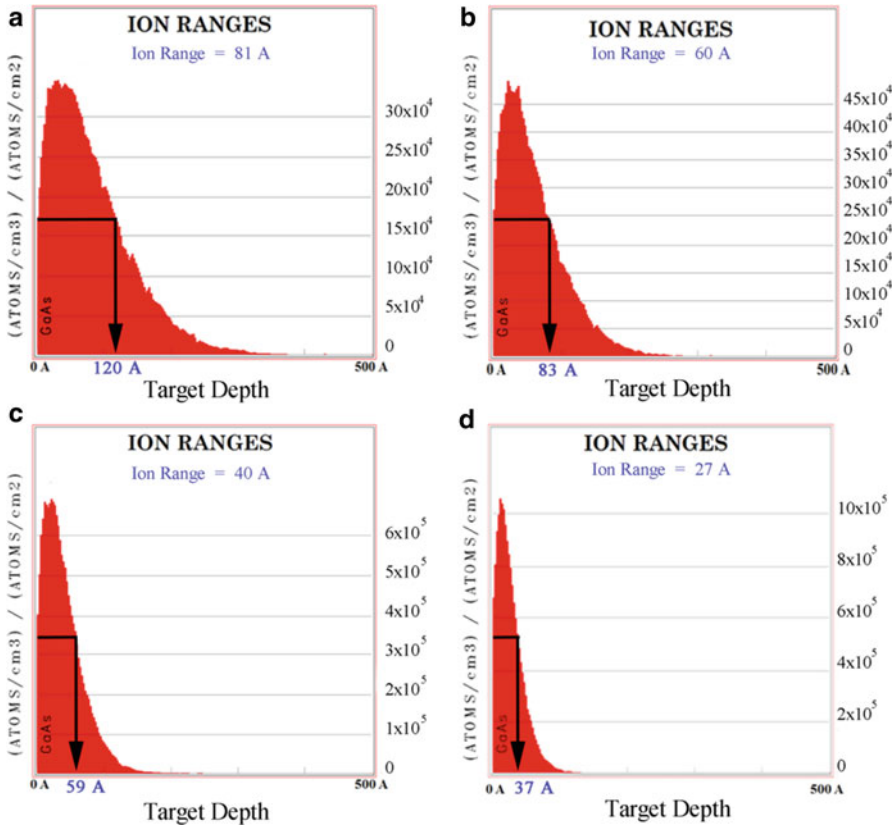 a
ION RANGES
Ion Range = 81 A
(ATOMS/cm3) / (ATOMS/cm2)
30x10⁴
25x10⁴
20x10⁴
15x10⁴
10x10⁴
5x10⁴
0
GaAs
0 A
120 A
500 A
Target Depth
b
ION RANGES
Ion Range = 60 A
(ATOMS/cm3) / (ATOMS/cm2)
45x10⁴
40x10⁴
35x10⁴
30x10⁴
25x10⁴
20x10⁴
15x10⁴
10x10⁴
5x10⁴
0
GaAs
0 A
83 A
500 A
Target Depth
c
ION RANGES
Ion Range = 40 A
(ATOMS/cm3) / (ATOMS/cm2)
6x10⁵
5x10⁵
4x10⁵
3x10⁵
2x10⁵
1x10⁵
0
GaAs
0 A
59 A
500 A
Target Depth
d
ION RANGES
Ion Range = 27 A
(ATOMS/cm3) / (ATOMS/cm2)
10x10⁵
8x10⁵
6x10⁵
4x10⁵
2x10⁵
0
GaAs
0 A
37 A
500 A
Target Depth